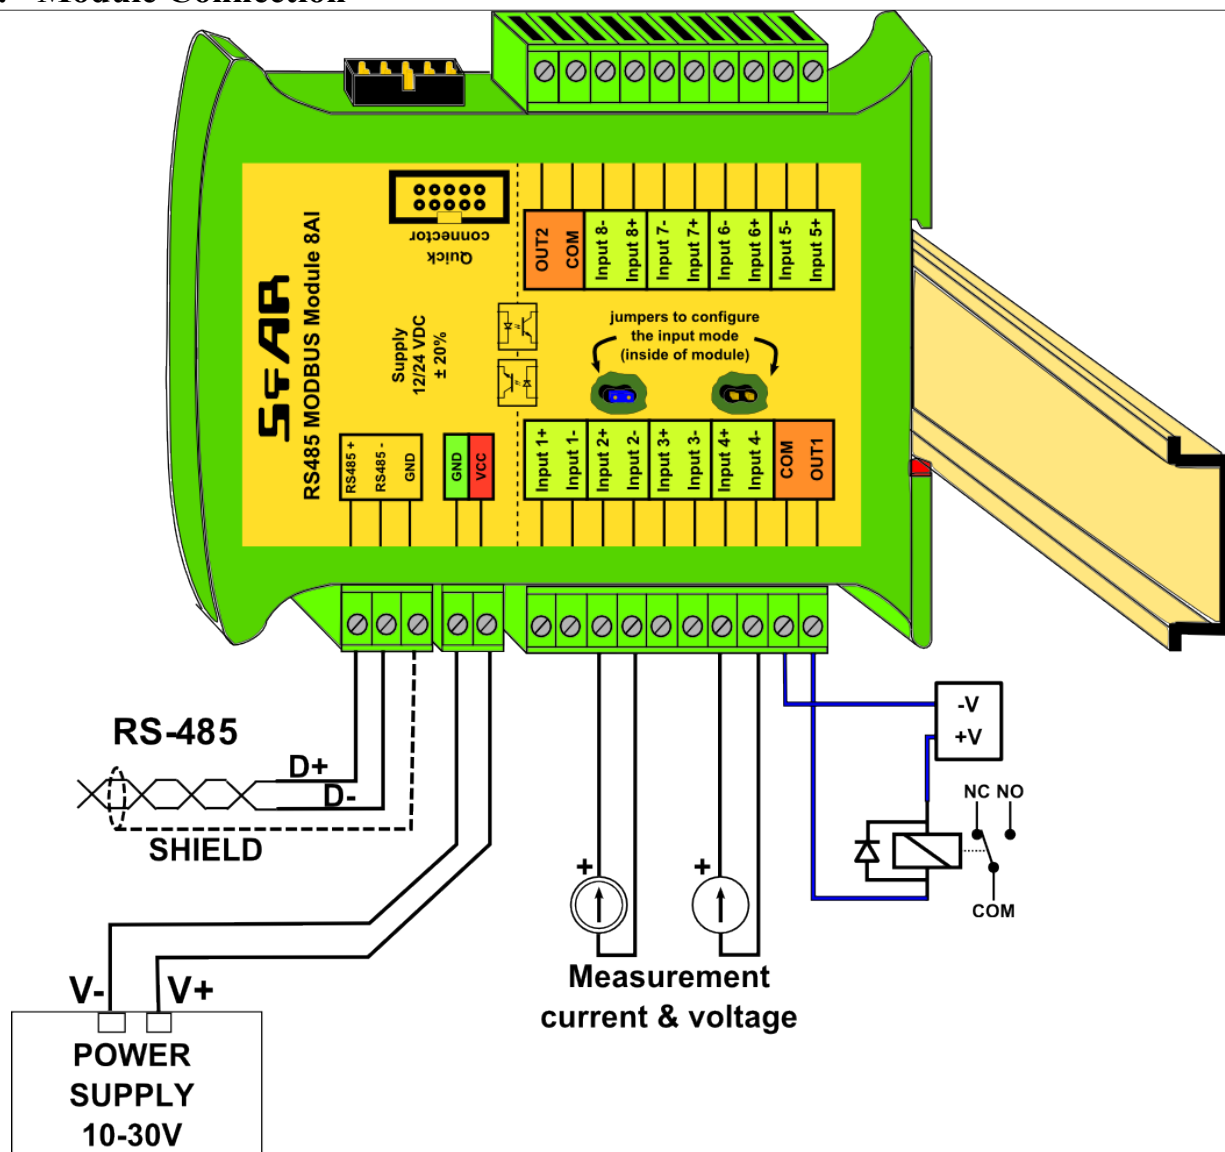 Module Connection
STAR
RS485 MODBUS Module 8AI
Quick
connector
Supply
12/24 VDC
± 20%
OUT2
COM
Input 8-
Input 8+
Input 7-
Input 7+
Input 6-
Input 6+
Input 5-
Input 5+
jumpers to configure
the input mode
(inside of module)
RS485 +
RS485 -
GND
GND
VCC
Input 1+
Input 1-
Input 2+
Input 2-
Input 3+
Input 3-
Input 4+
Input 4-
COM
OUT1
RS-485
D+
D-
SHIELD
-V
+V
NC NO
COM
+
+
Measurement
current & voltage
V- V+
POWER
SUPPLY
10-30V